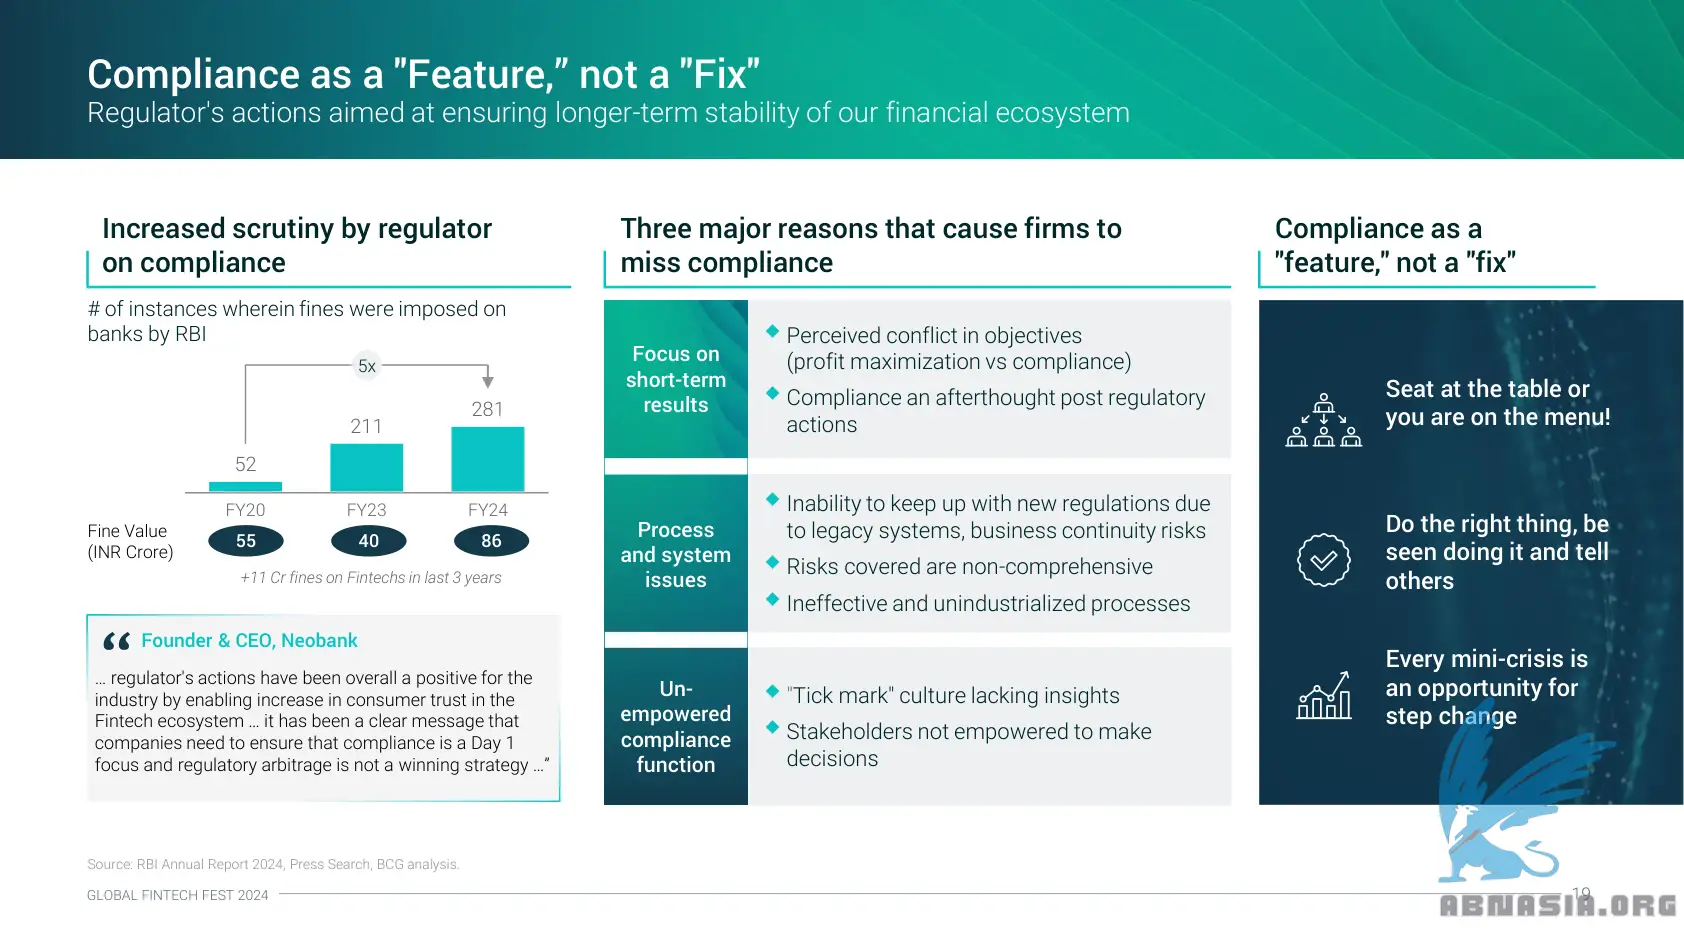 Compliance as a "Feature,” not a "Fix"
Regulator's actions aimed at ensuring longer-term stability of our financial ecosystem
Increased scrutiny by regulator
on compliance
# of instances wherein fines were imposed on
banks by RBI
5x
52
211
281
FY20
FY23
FY24
Fine Value
(INR Crore)
55
40
86
+11 Cr fines on Fintechs in last 3 years
“ Founder & CEO, Neobank
... regulator's actions have been overall a positive for the
industry by enabling increase in consumer trust in the
Fintech ecosystem ... it has been a clear message that
companies need to ensure that compliance is a Day 1
focus and regulatory arbitrage is not a winning strategy ...”
Three major reasons that cause firms to
miss compliance
Focus on
short-term
results
Perceived conflict in objectives
(profit maximization vs compliance)
Compliance an afterthought post regulatory
actions
Process
and system
issues
Inability to keep up with new regulations due
to legacy systems, business continuity risks
Risks covered are non-comprehensive
Ineffective and unindustrialized processes
Un-
empowered
compliance
function
"Tick mark" culture lacking insights
Stakeholders not empowered to make
decisions
Compliance as a
"feature," not a "fix"
Seat at the table or
you are on the menu!
Do the right thing, be
seen doing it and tell
others
Every mini-crisis is
an opportunity for
step change
Source: RBI Annual Report 2024, Press Search, BCG analysis.
GLOBAL FINTECH FEST 2024
19
ABNASIA.ORG